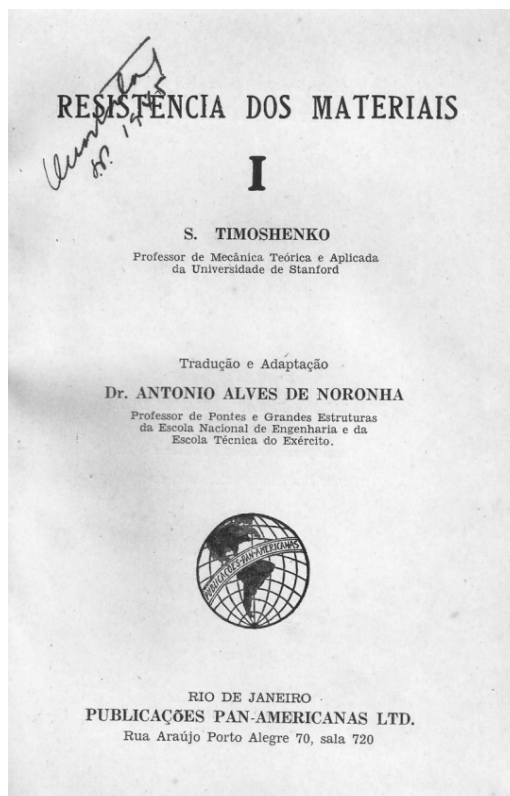 RESISTENCIA DOS MATERIAIS
I
S. TIMOSHENKO
Professor de Mecânica Teórica e Aplicada
da Universidade de Stanford
Tradução e Adaptação
Dr. ANTONIO ALVES DE NORONHA
Professor de Pontes e Grandes Estruturas
da Escola Nacional de Engenharia e da
Escola Técnica do Exército.
PUBLICAÇÕES-PAN-AMERICANAS
RIO DE JANEIRO
PUBLICAÇÕES PAN-AMERICANAS LTD.
Rua Araújo Porto Alegre 70, sala 720